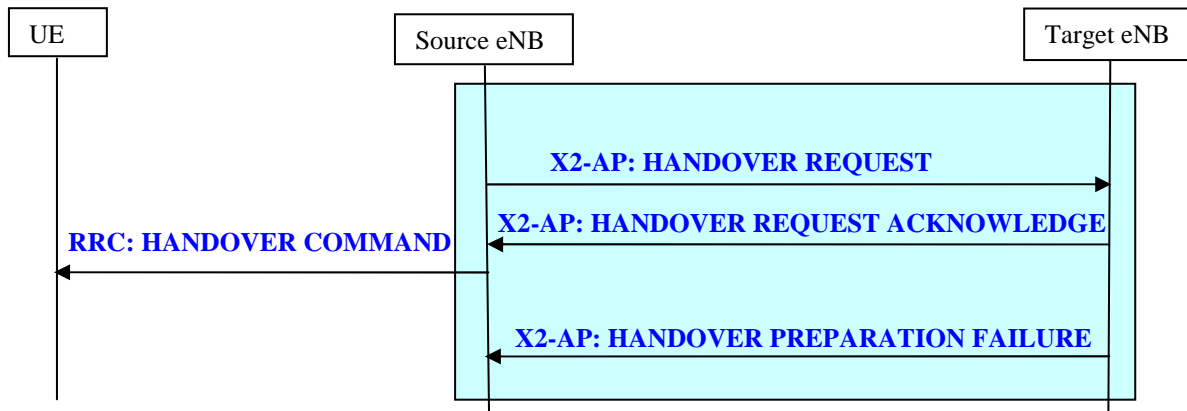 UE
Source eNB
Target eNB
X2-AP: HANDOVER REQUEST
X2-AP: HANDOVER REQUEST ACKNOWLEDGE
RRC: HANDOVER COMMAND
X2-AP: HANDOVER PREPARATION FAILURE